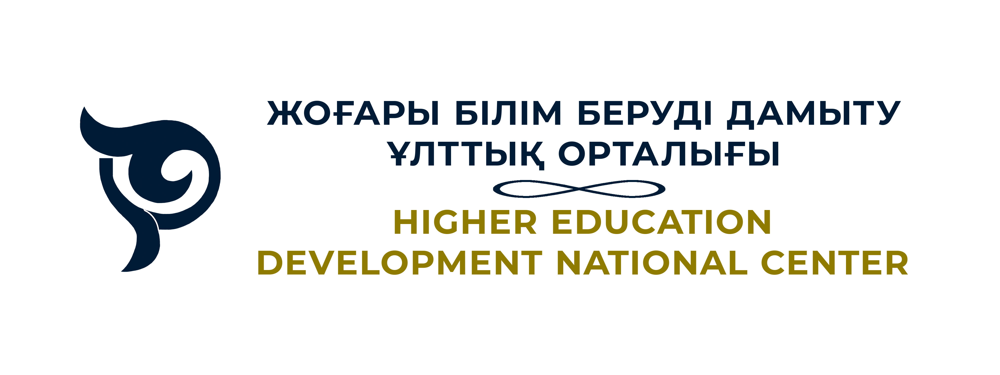 ЖОҒАРЫ БІЛІМ БЕРУДІ ДАМЫТУ
ҰЛТТЫҚ ОРТАЛЫҒЫ
HIGHER EDUCATION
DEVELOPMENT NATIONAL CENTER